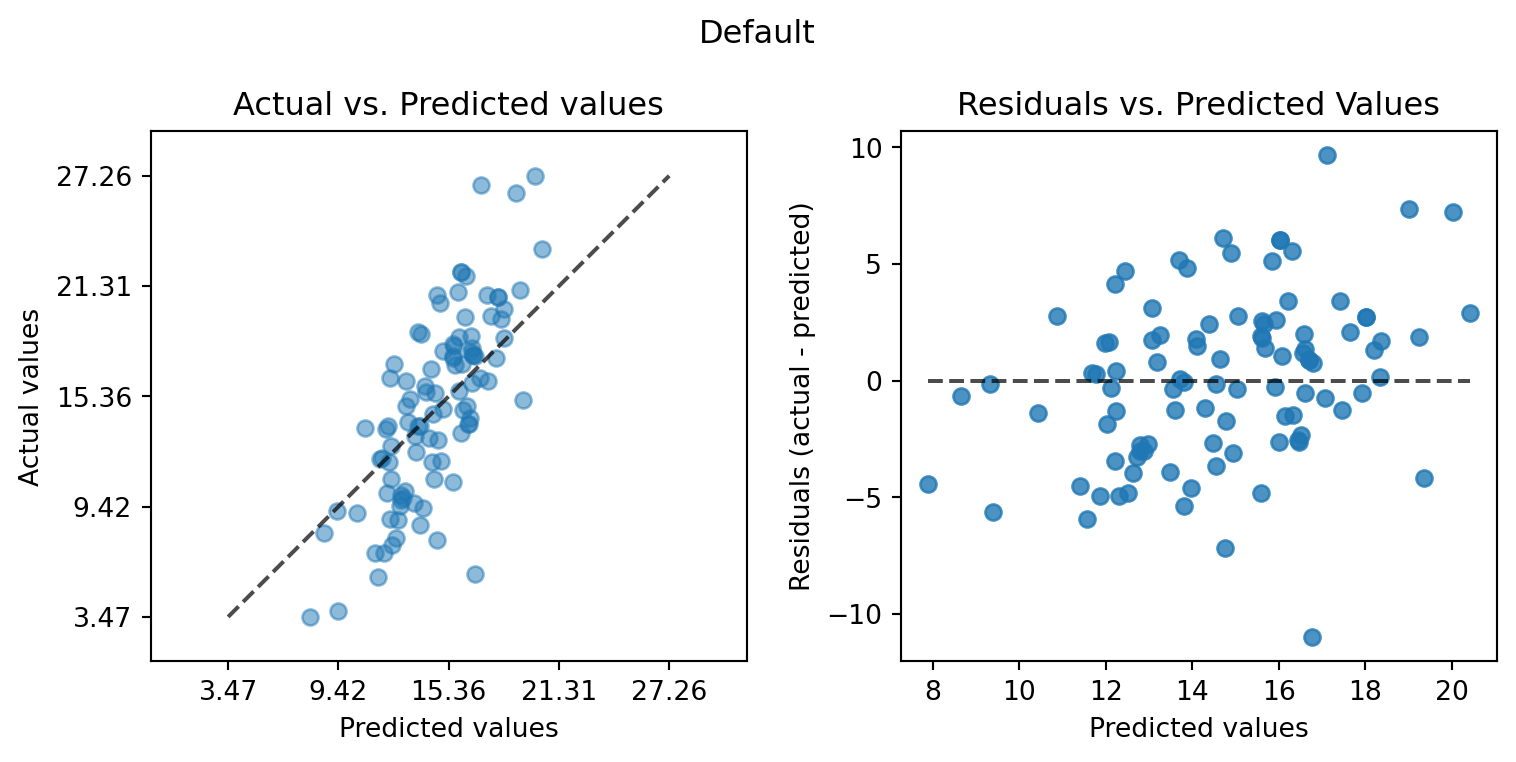 Default
Actual vs. Predicted values
27.26
21.31
15.36
9.42
3.47
Actual values
3.47 9.42 15.36 21.31 27.26
Predicted values
Residuals vs. Predicted Values
10
5
0
−5
−10
Residuals (actual - predicted)
8 10 12 14 16 18 20
Predicted values